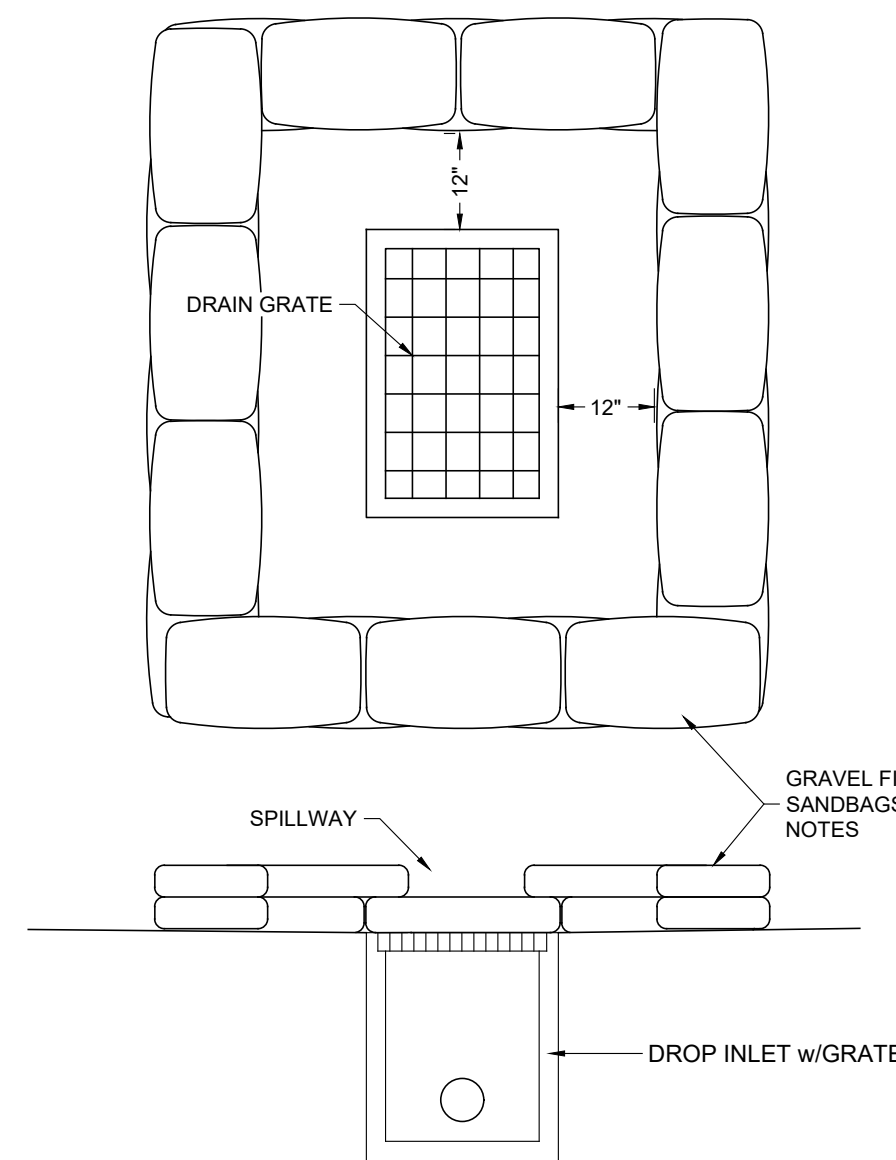 12"
DRAIN GRATE
12"
GRAVEL
SANDBAGS
NOTES
SPILLWAY
DROP INLET w/GRATE